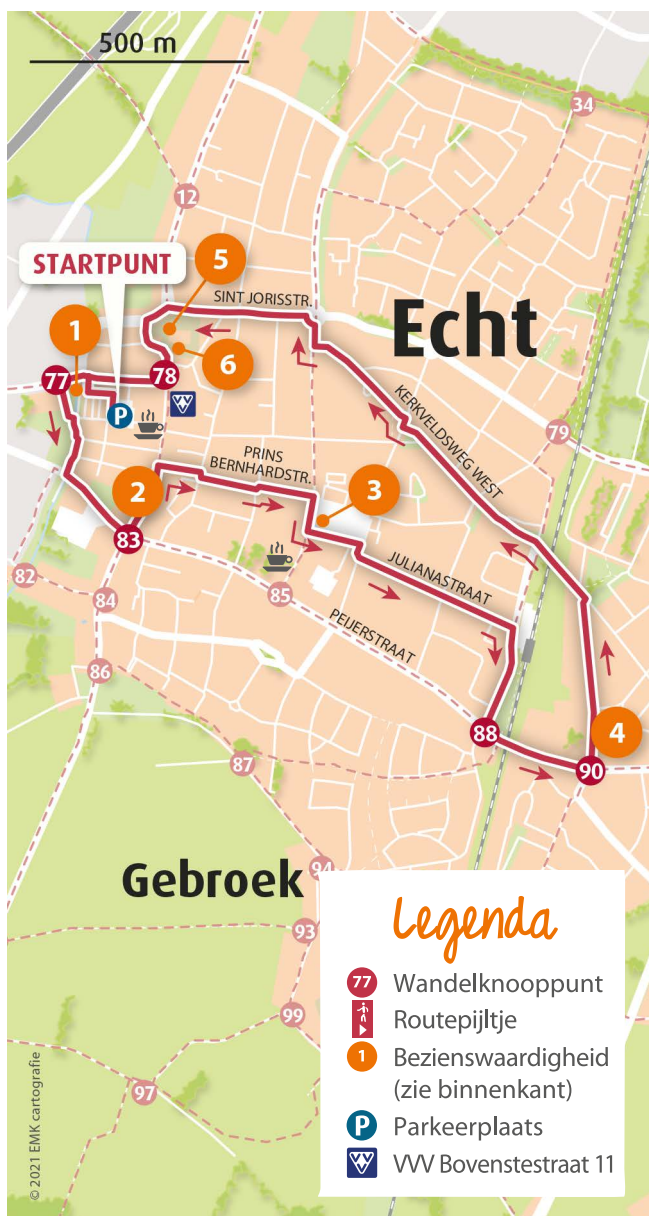 500 m
34
12
STARTPUNT
5
SINT JORISSTR.
1
Echt
6
77
78
P
KERKVELDSWEG WEST
79
PRINS
BERNHARDSTR.
2
3
83
82
JULIANASTRAAT
84
85
PEIJERSTRAAT
86
88
4
87
90
Gebroek
94
93
99
97
Legenda
77 Wandelknooppunt
Routepijltje
1 Bezienswaardigheid
(zie binnenkant)
P Parkeerplaats
VVV Bovenstestraat 11
© 2021 EMK cartografie